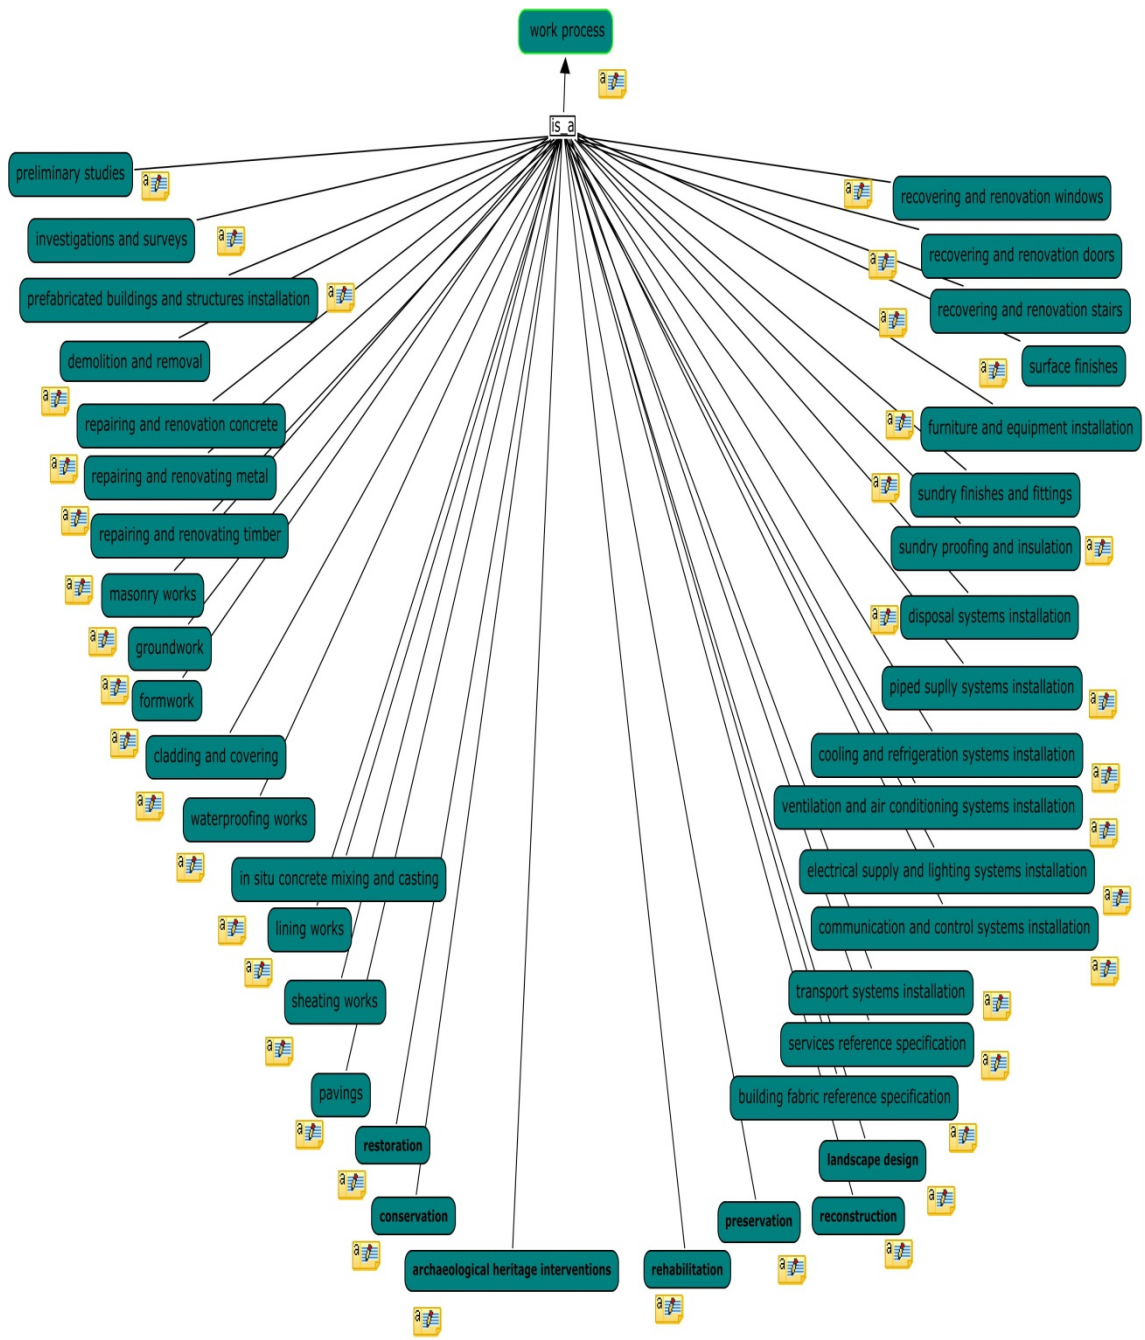 work process
is_a
preliminary studies
investigations and surveys
prefabricated buildings and structures installation
demolition and removal
repairing and renovation concrete
repairing and renovating metal
repairing and renovating timber
masonry works
groundwork
formwork
cladding and covering
waterproofing works
in situ concrete mixing and casting
lining works
sheating works
pavings
restoration
conservation
archaeological heritage interventions
rehabilitation
preservation
reconstruction
landscape design
building fabric reference specification
services reference specification
transport systems installation
communication and control systems installation
electrical supply and lighting systems installation
ventilation and air conditioning systems installation
cooling and refrigeration systems installation
piped suplly systems installation
disposal systems installation
sundry proofing and insulation
sundry finishes and fittings
furniture and equipment installation
surface finishes
recovering and renovation stairs
recovering and renovation doors
recovering and renovation windows